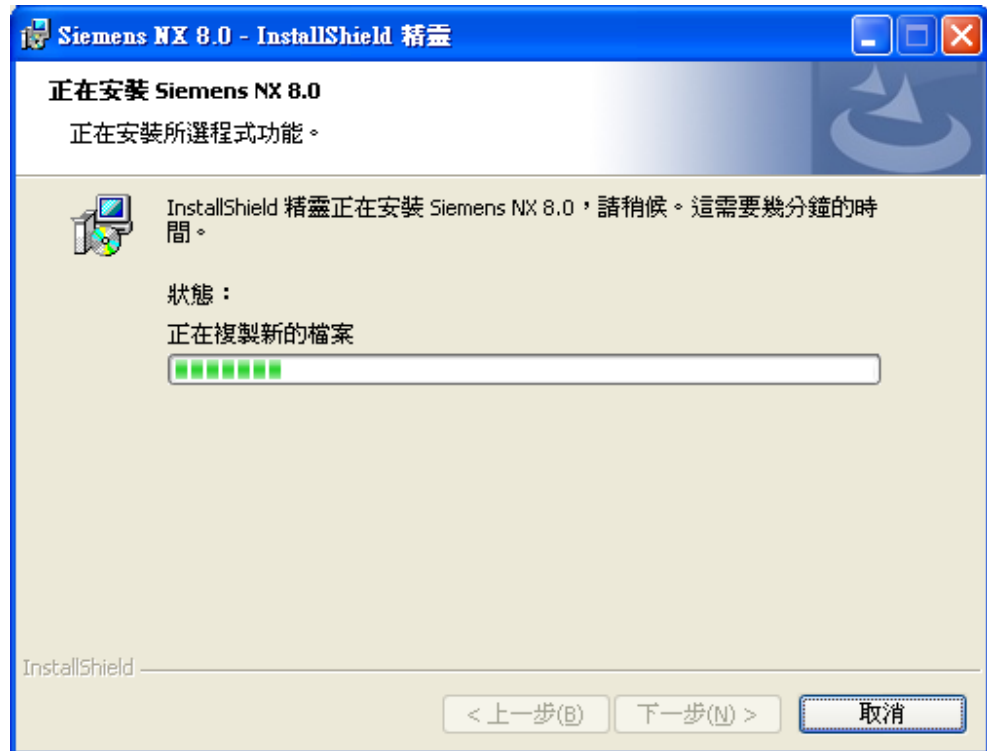 Siemens NX 8.0 - InstallShield 精靈
正在安裝 Siemens NX 8.0
正在安裝所選程式功能。
InstallShield 精靈正在安裝 Siemens NX 8.0，請稍候。這需要幾分鐘的時
間。
狀態：
正在複製新的檔案
InstallShield
< 上一步(B)
下一步(N) >
取消